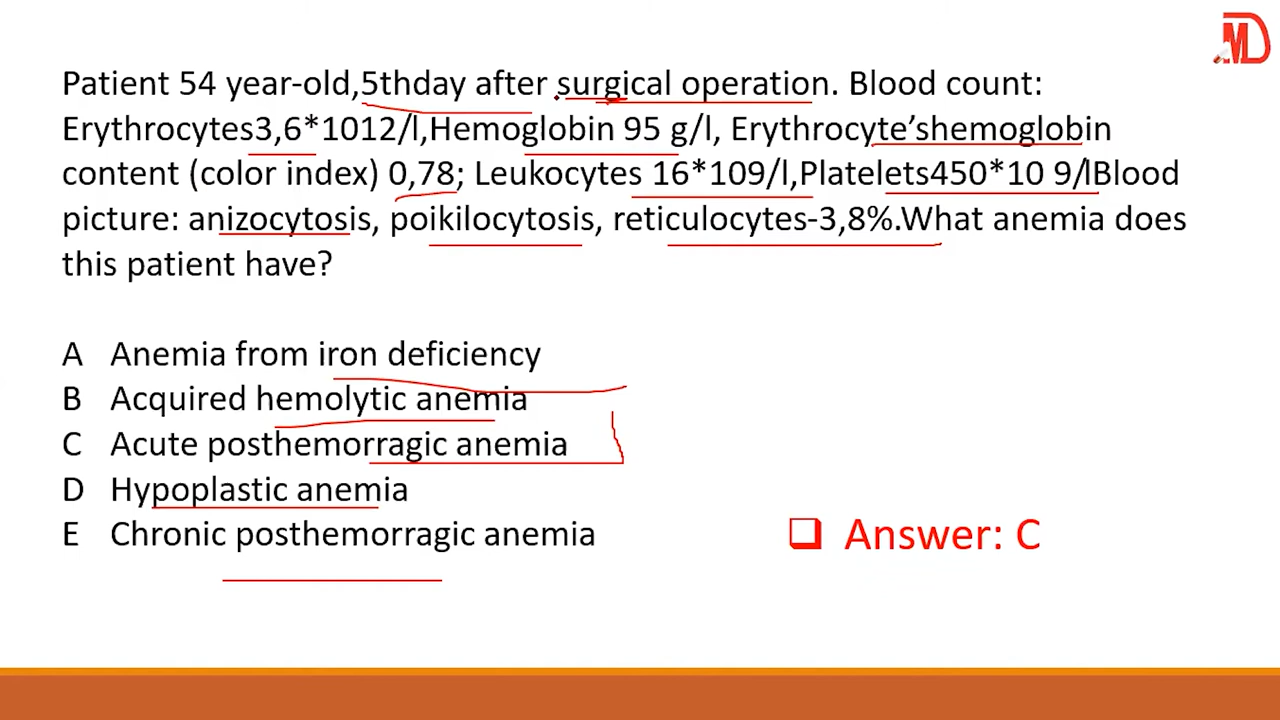 MD
Patient 54 year-old,5thday after surgical operation. Blood count:
Erythrocytes3,6*1012/l,Hemoglobin 95 g/l, Erythrocyte’shemoglobin
content (color index) 0,78; Leukocytes 16*109/l,Platelets450*10 9/lBlood
picture: anizocytosis, poikilocytosis, reticulocytes-3,8%.What anemia does
this patient have?
A Anemia from iron deficiency
B Acquired hemolytic anemia
C Acute posthemorragic anemia
D Hypoplastic anemia
E Chronic posthemorragic anemia
Answer: C